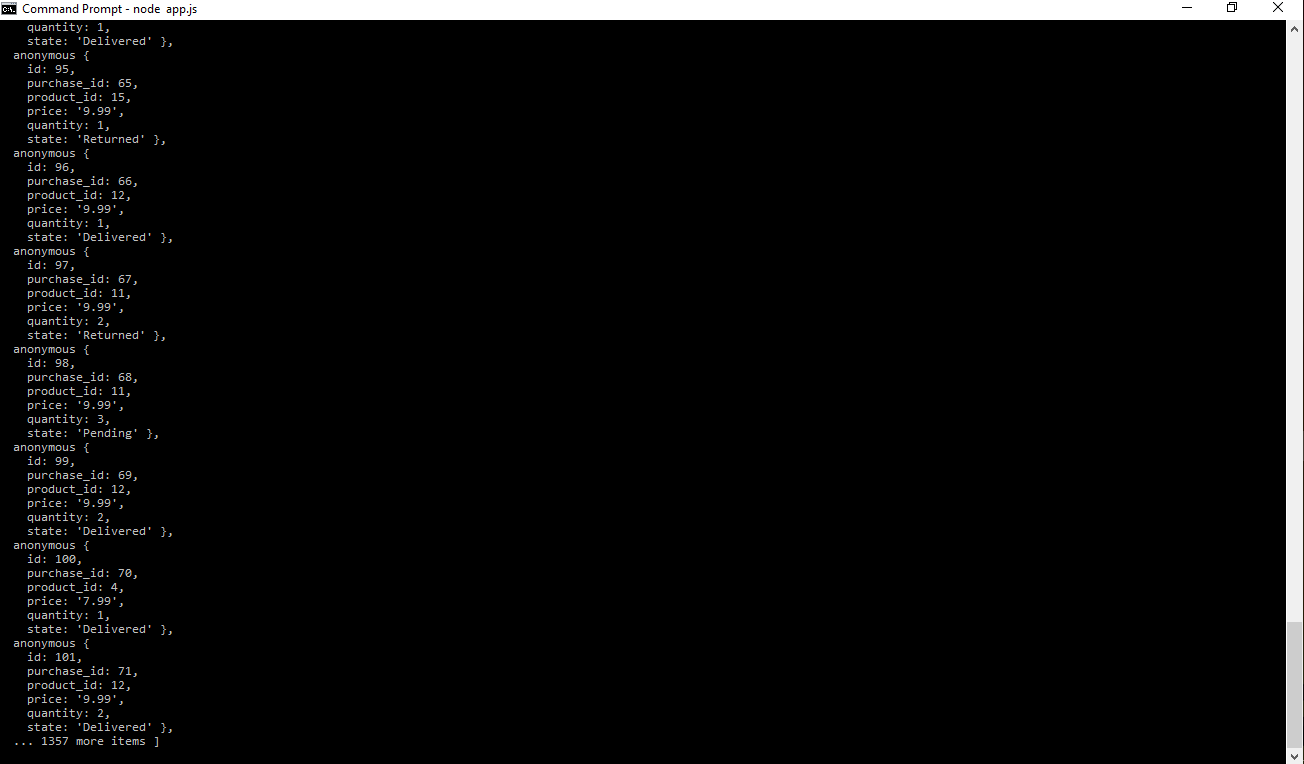 Command Prompt - node app.js
quantity: 1,
state: 'Delivered' },
anonymous {
id: 95,
purchase_id: 65,
product_id: 15,
price: '9.99',
quantity: 1,
state: 'Returned' },
anonymous {
id: 96,
purchase_id: 66,
product_id: 12,
price: '9.99',
quantity: 1,
state: 'Delivered' },
anonymous {
id: 97,
purchase_id: 67,
product_id: 11,
price: '9.99',
quantity: 2,
state: 'Returned' },
anonymous {
id: 98,
purchase_id: 68,
product_id: 11,
price: '9.99',
quantity: 3,
state: 'Pending' },
anonymous {
id: 99,
purchase_id: 69,
product_id: 12,
price: '9.99',
quantity: 2,
state: 'Delivered' },
anonymous {
id: 100,
purchase_id: 70,
product_id: 4,
price: '7.99',
quantity: 1,
state: 'Delivered' },
anonymous {
id: 101,
purchase_id: 71,
product_id: 12,
price: '9.99',
quantity: 2,
state: 'Delivered' },
... 1357 more items ]